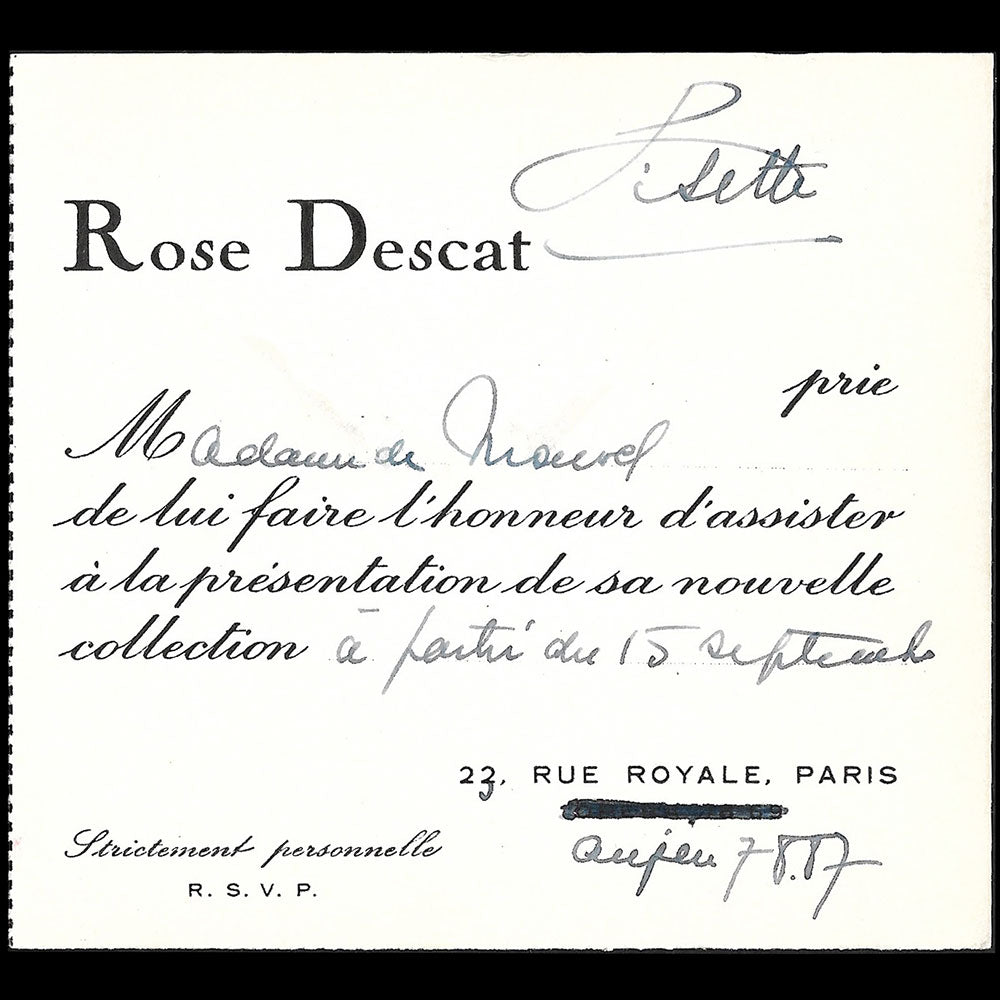 Lisette
Rose Descat
prie
Madame de
de lui faire l'honneur d'assister
à la présentation de sa nouvelle
collection à partir du 15 septembre
23, RUE ROYALE, PARIS
Anjou
Strictement personnelle
R. S. V. P.